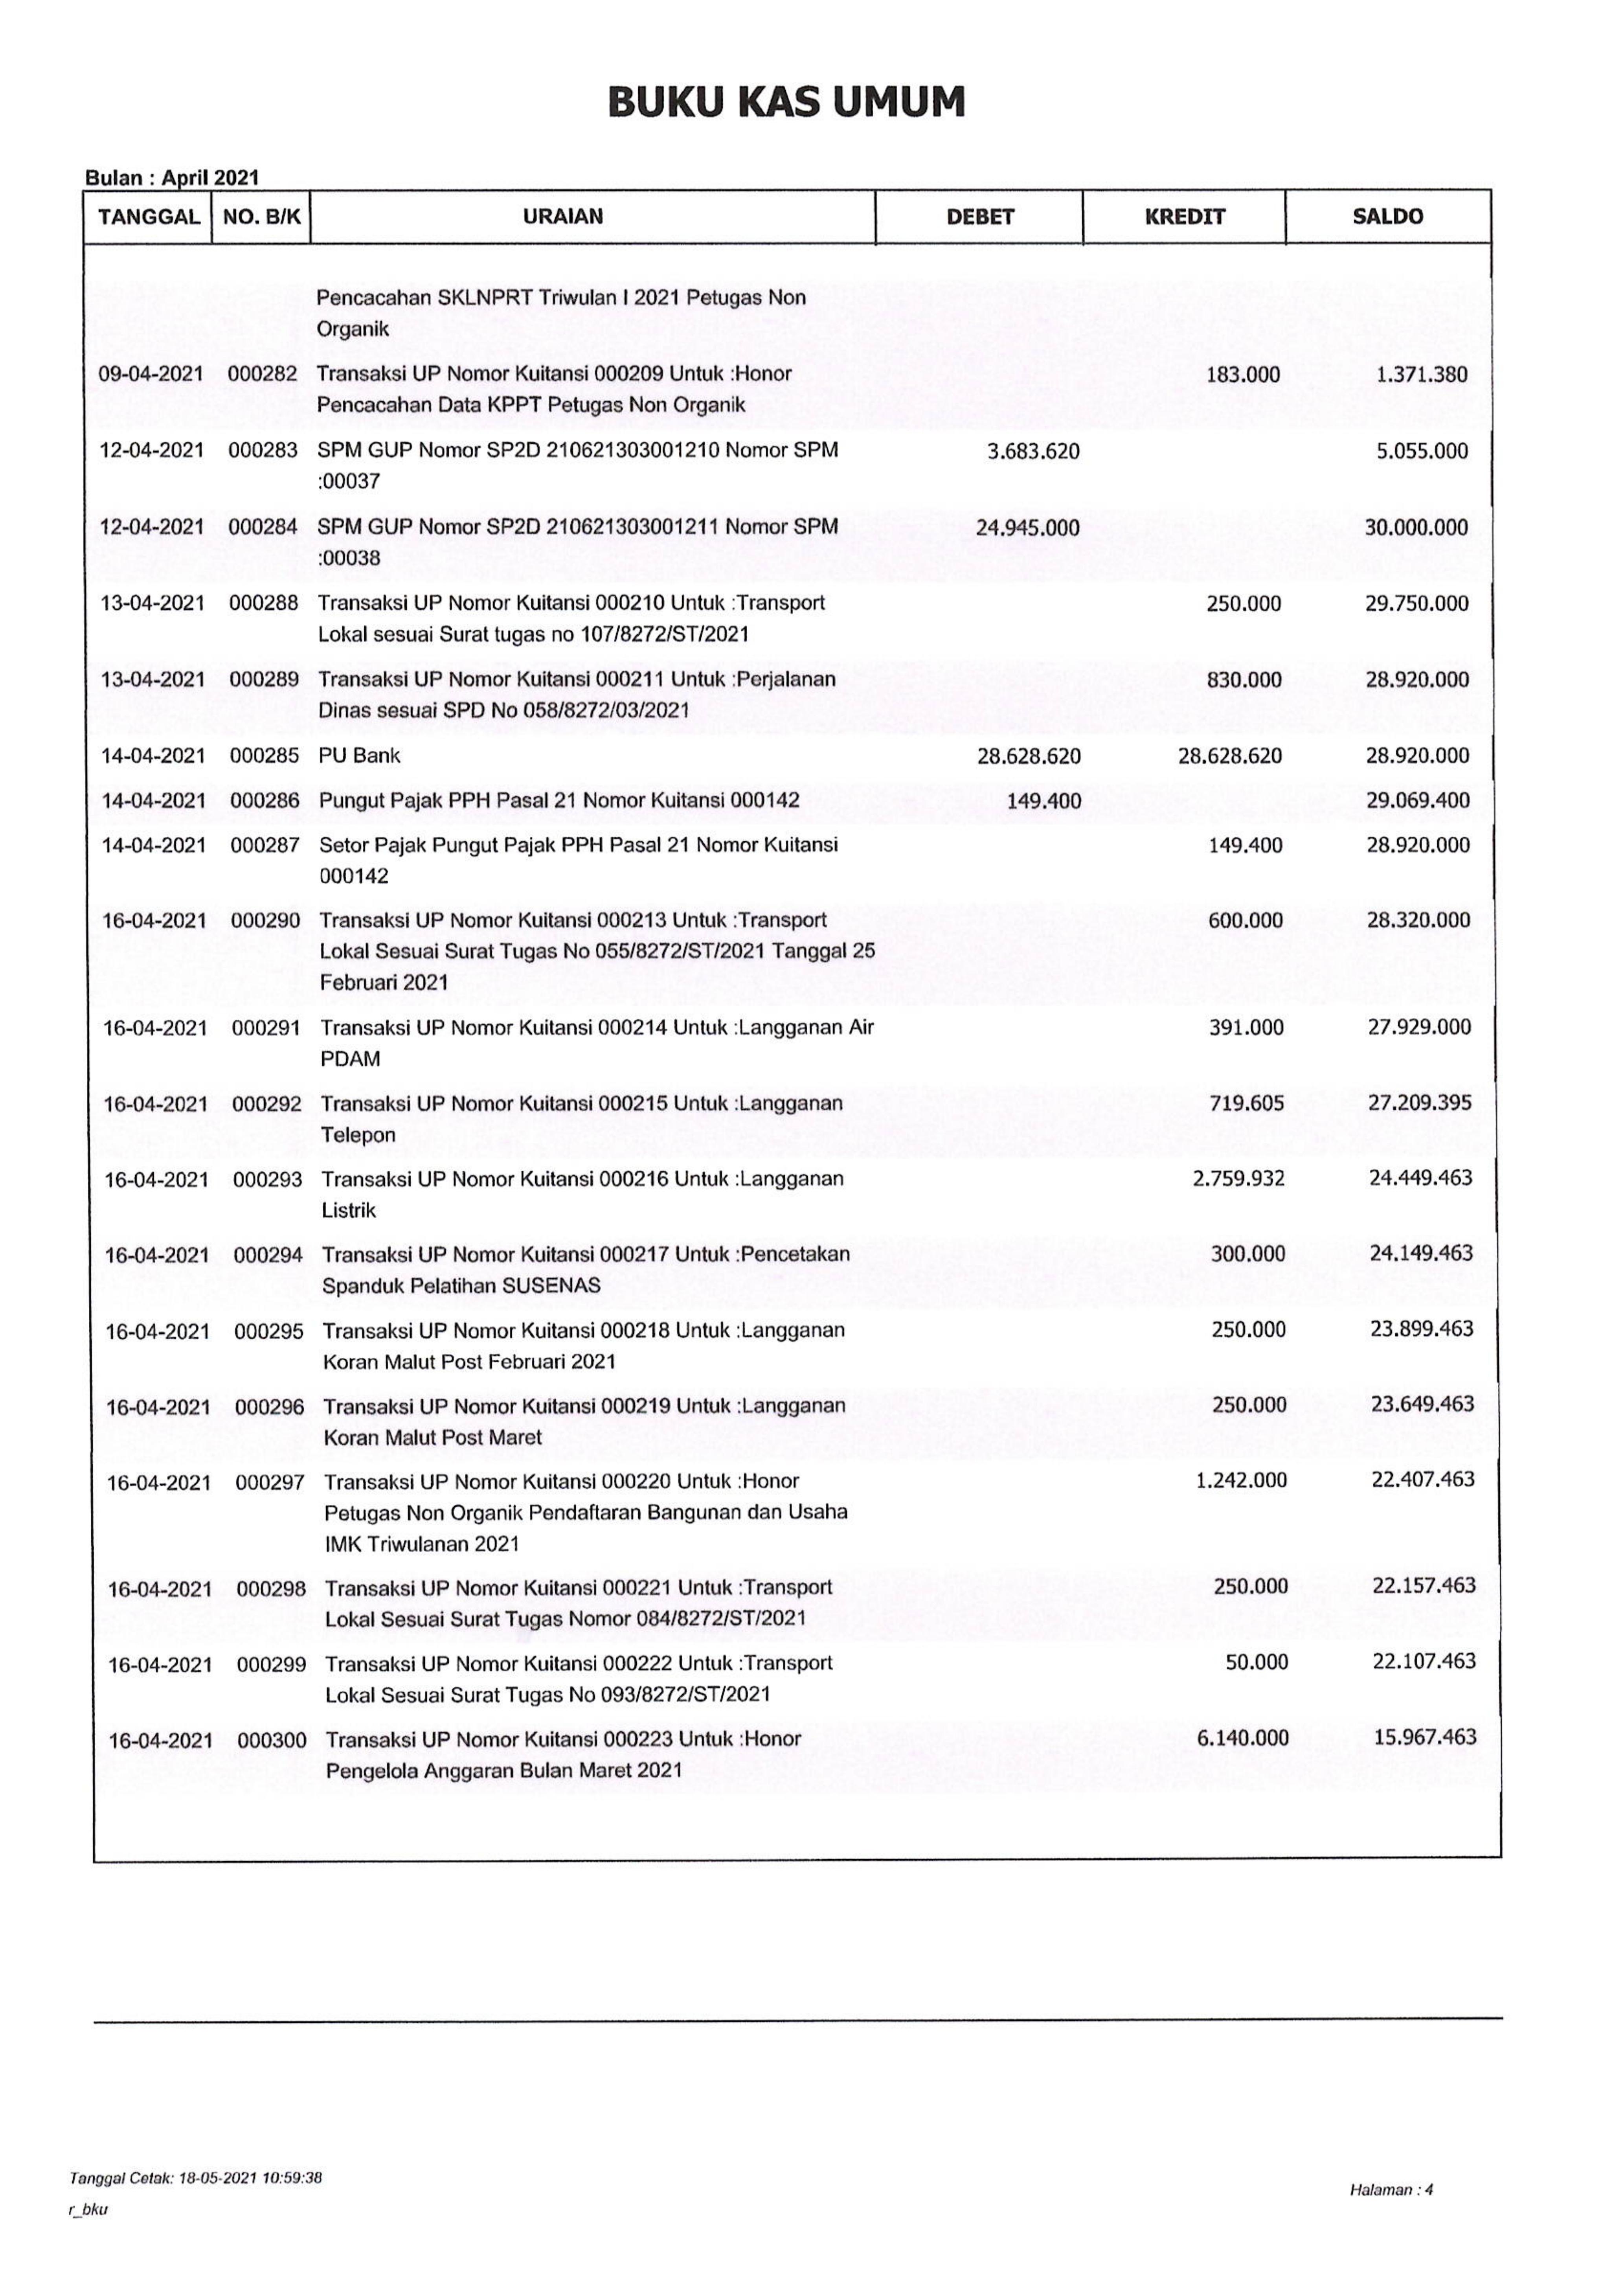 BUKU KAS UMUM
Bulan : April 2021
TANGGAL NO. B/K URAIAN DEBET KREDIT SALDO
Pencacahan SKLNPRT Triwulan I 2021 Petugas Non
Organik
09-04-2021 000282 Transaksi UP Nomor Kuitansi 000209 Untuk :Honor 183.000 1.371.380
Pencacahan Data KPPT Petugas Non Organik
12-04-2021 000283 SPM GUP Nomor SP2D 210621303001210 Nomor SPM 3.683.620 5.055.000
:00037
12-04-2021 000284 SPM GUP Nomor SP2D 210621303001211 Nomor SPM 24.945.000 30.000.000
:00038
13-04-2021 000288 Transaksi UP Nomor Kuitansi 000210 Untuk :Transport 250.000 29.750.000
Lokal sesuai Surat tugas no 107/8272/ST/2021
13-04-2021 000289 Transaksi UP Nomor Kuitansi 000211 Untuk :Perjalanan 830.000 28.920.000
Dinas sesuai SPD No 058/8272/03/2021
14-04-2021 000285 PU Bank 28.628.620 28.628.620 28.920.000
14-04-2021 000286 Pungut Pajak PPH Pasal 21 Nomor Kuitansi 000142 149.400 29.069.400
14-04-2021 000287 Setor Pajak Pungut Pajak PPH Pasal 21 Nomor Kuitansi 149.400 28.920.000
000142
16-04-2021 000290 Transaksi UP Nomor Kuitansi 000213 Untuk :Transport 600.000 28.320.000
Lokal Sesuai Surat Tugas No 055/8272/ST/2021 Tanggal 25
Februari 2021
16-04-2021 000291 Transaksi UP Nomor Kuitansi 000214 Untuk :Langganan Air 391.000 27.929.000
PDAM
16-04-2021 000292 Transaksi UP Nomor Kuitansi 000215 Untuk :Langganan 719.605 27.209.395
Telepon
16-04-2021 000293 Transaksi UP Nomor Kuitansi 000216 Untuk :Langganan 2.759.932 24.449.463
Listrik
16-04-2021 000294 Transaksi UP Nomor Kuitansi 000217 Untuk :Pencetakan 300.000 24.149.463
Spanduk Pelatihan SUSENAS
16-04-2021 000295 Transaksi UP Nomor Kuitansi 000218 Untuk :Langganan 250.000 23.899.463
Koran Malut Post Februari 2021
16-04-2021 000296 Transaksi UP Nomor Kuitansi 000219 Untuk :Langganan 250.000 23.649.463
Koran Malut Post Maret
16-04-2021 000297 Transaksi UP Nomor Kuitansi 000220 Untuk :Honor 1.242.000 22.407.463
Petugas Non Organik Pendaftaran Bangunan dan Usaha
IMK Triwulanan 2021
16-04-2021 000298 Transaksi UP Nomor Kuitansi 000221 Untuk :Transport 250.000 22.157.463
Lokal Sesuai Surat Tugas Nomor 084/8272/ST/2021
16-04-2021 000299 Transaksi UP Nomor Kuitansi 000222 Untuk :Transport 50.000 22.107.463
Lokal Sesuai Surat Tugas No 093/8272/ST/2021
16-04-2021 000300 Transaksi UP Nomor Kuitansi 000223 Untuk :Honor 6.140.000 15.967.463
Pengelola Anggaran Bulan Maret 2021
Tanggal Cetak: 18-05-2021 10:59:38
Halaman : 4
r_bku